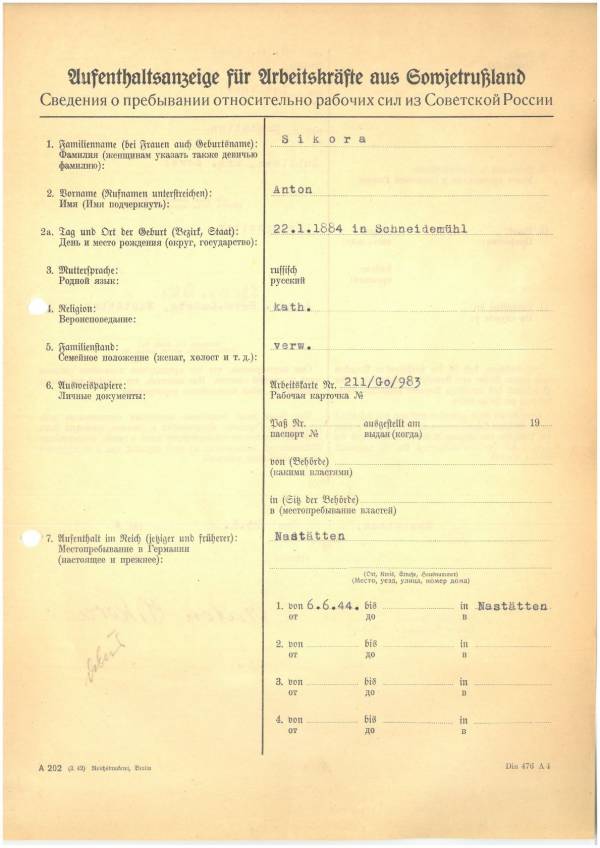 Aufenthaltsanzeige für Arbeitskräfte aus Sowjetrußland
Сведения о пребывании относительно рабочих сил из Советской России
1. Familienname (bei Frauen auch Geburtsname): Sikora
Фамилия (женщинам указать также девичью
фамилию):
2. Vorname (Rufnamen unterstreichen): Anton
Имя (Имя подчеркнуть):
2a. Tag und Ort der Geburt (Bezirk, Staat): 22.1.1884 in Schneidemühl
День и место рождения (округ, государство):
3. Muttersprache: russisch
Родной язык: русский
4. Religion: kath.
Вероисповедание:
5. Familienstand: verw.
Семейное положение (женат, холост и т. д.):
6. Ausweispapiere: Arbeitskarte Nr. 211/Go/983
Личные документы: Рабочая карточка №
Paß Nr. ausgestellt am 19
паспорт № выдан (когда)
von (Behörde)
(какими властями)
in (Sitz der Behörde)
в (местопребывание властей)
7. Aufenthalt im Reich (jetziger und früherer): Nastätten
Местопребывание в Германии
(настоящее и прежнее):
(Ort, Kreis, Straße, Hausnummer)
(Место, уезд, улица, номер дома)
1. von 6.6.44. bis in Nastätten
от до в
2. von bis in
от до в
3. von bis in
от до в
4. von bis in
от до в
A 202 (3. 42) Reichsdruckerei, Berlin Din 476 A 4